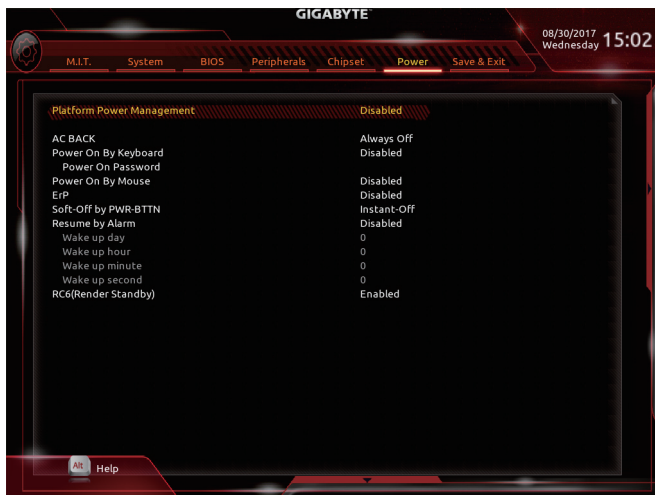 GIGABYTE™
08/30/2017
Wednesday
15:02
M.I.T. System BIOS Peripherals Chipset Power Save & Exit
Platform Power Management Disabled
AC BACK Always Off
Power On By Keyboard Disabled
Power On Password
Power On By Mouse Disabled
ErP Disabled
Soft-Off by PWR-BTTN Instant-Off
Resume by Alarm Disabled
Wake up day 0
Wake up hour 0
Wake up minute 0
Wake up second 0
RC6(Render Standby) Enabled
Alt Help